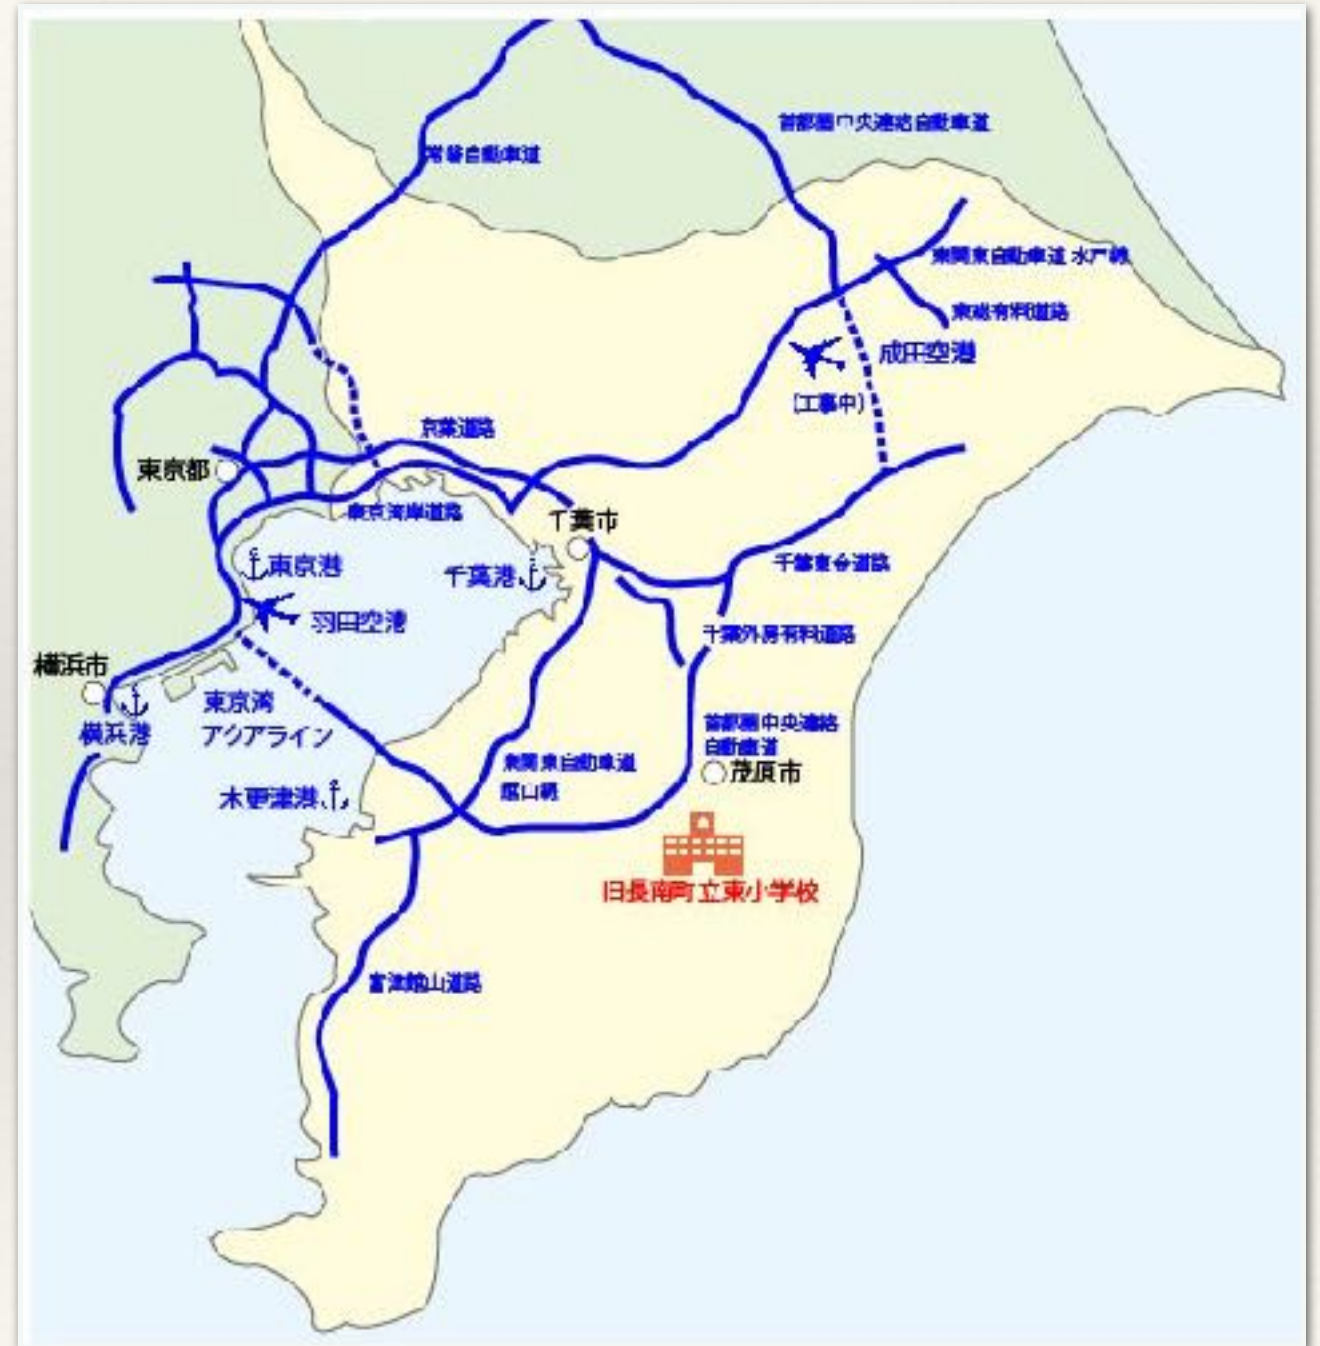 首都圏中央連絡自動車道
常磐自動車道
東関東自動車道 水戸線
東総有料道路
成田空港
(工事中)
京葉道路
東京都
東京湾岸道路
千葉市
東京港
千葉港
千葉東金道路
羽田空港
千葉外房有料道路
横浜市
東京湾
アクアライン
横浜港
首都圏中央連絡
自動車道
東関東自動車道
館山線
茂原市
木更津港
旧長南町立東小学校
富津館山道路